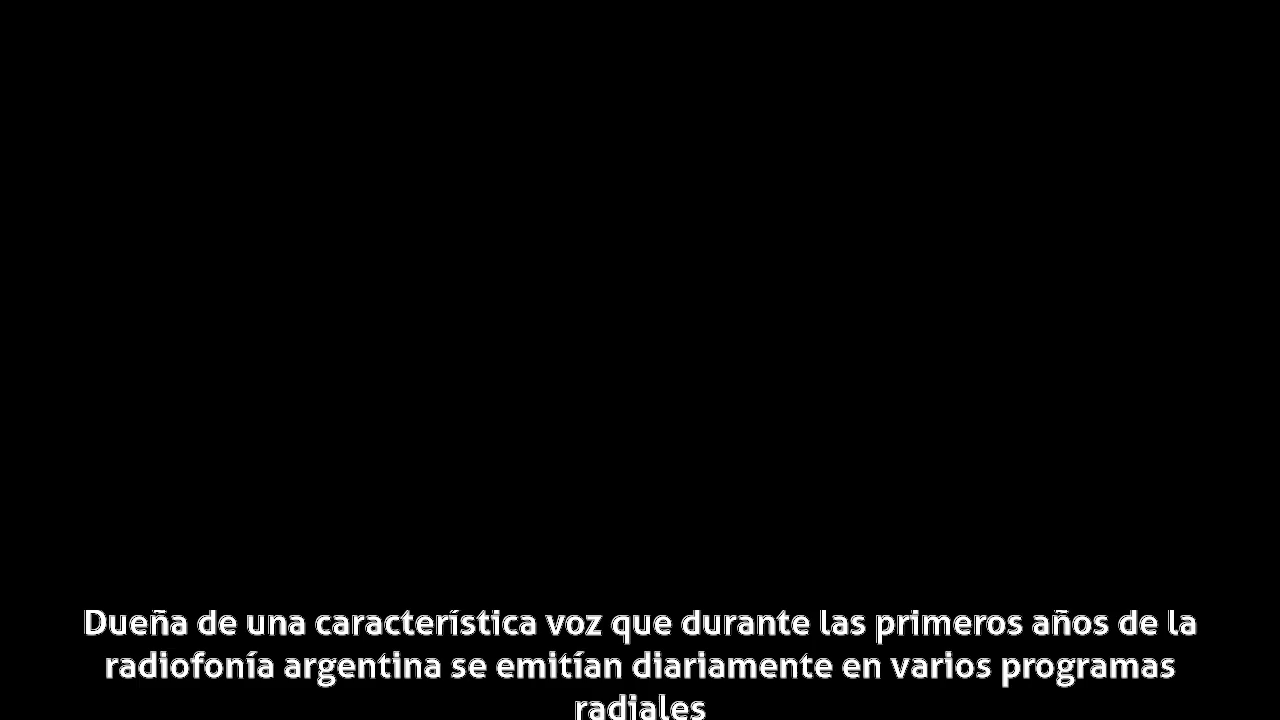 Dueña de una característica voz que durante las primeros años de la
radiofonía argentina se emitían diariamente en varios programas
radiales